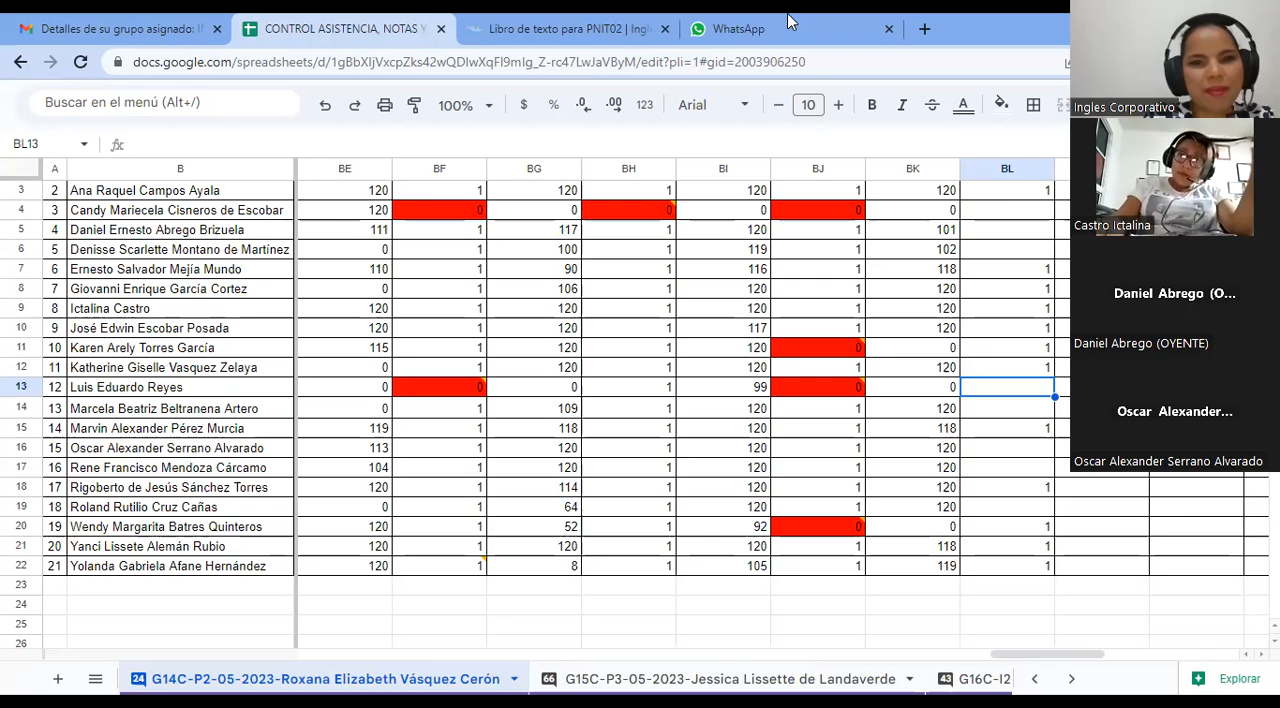 Detalles de su grupo asignado: I
CONTROL ASISTENCIA, NOTAS Y
Libro de texto para PNIT02 | Ingl
WhatsApp
docs.google.com/spreadsheets/d/1gBbXIjVxcpZks42wQDIwXqFI9mIg_Z-rc47LwJaVByM/edit?pli=1#gid=2003906250
Buscar en el menú (Alt+/)
100%
$ % .0 .00 123
Arial
10
B I A
BL13
fx
A B BE BF BG BH BI BJ BK BL
3 2 Ana Raquel Campos Ayala 120 1 120 1 120 1 120 1
4 3 Candy Mariecela Cisneros de Escobar 120 0 0 0 0 0 0
5 4 Daniel Ernesto Abrego Brizuela 111 1 117 1 120 1 101
6 5 Denisse Scarlette Montano de Martínez 0 1 100 1 119 1 102
7 6 Ernesto Salvador Mejía Mundo 110 1 90 1 116 1 118 1
8 7 Giovanni Enrique García Cortez 0 1 106 1 120 1 120 1
9 8 Ictalina Castro 120 1 120 1 120 1 120 1
10 9 José Edwin Escobar Posada 120 1 120 1 117 1 120 1
11 10 Karen Arely Torres García 115 1 120 1 120 0 0 1
12 11 Katherine Giselle Vasquez Zelaya 0 1 120 1 120 1 120 1
13 12 Luis Eduardo Reyes 0 0 0 1 99 0 0
14 13 Marcela Beatriz Beltranena Artero 0 1 109 1 120 1 120
15 14 Marvin Alexander Pérez Murcia 119 1 118 1 120 1 118 1
16 15 Oscar Alexander Serrano Alvarado 113 1 120 1 120 1 120
17 16 Rene Francisco Mendoza Cárcamo 104 1 120 1 120 1 120
18 17 Rigoberto de Jesús Sánchez Torres 120 1 114 1 120 1 120 1
19 18 Roland Rutilio Cruz Cañas 0 1 64 1 120 1 120
20 19 Wendy Margarita Batres Quinteros 120 1 52 1 92 0 0 1
21 20 Yanci Lissete Alemán Rubio 120 1 120 1 120 1 118 1
22 21 Yolanda Gabriela Afane Hernández 120 1 8 1 105 1 119 1
23
24
25
26
24 G14C-P2-05-2023-Roxana Elizabeth Vásquez Cerón
66 G15C-P3-05-2023-Jessica Lissette de Landaverde
43 G16C-I2
Explorar
Ingles Corporativo
Castro Ictalina
Daniel Abrego (O...
Daniel Abrego (OYENTE)
Oscar Alexander...
Oscar Alexander Serrano Alvarado